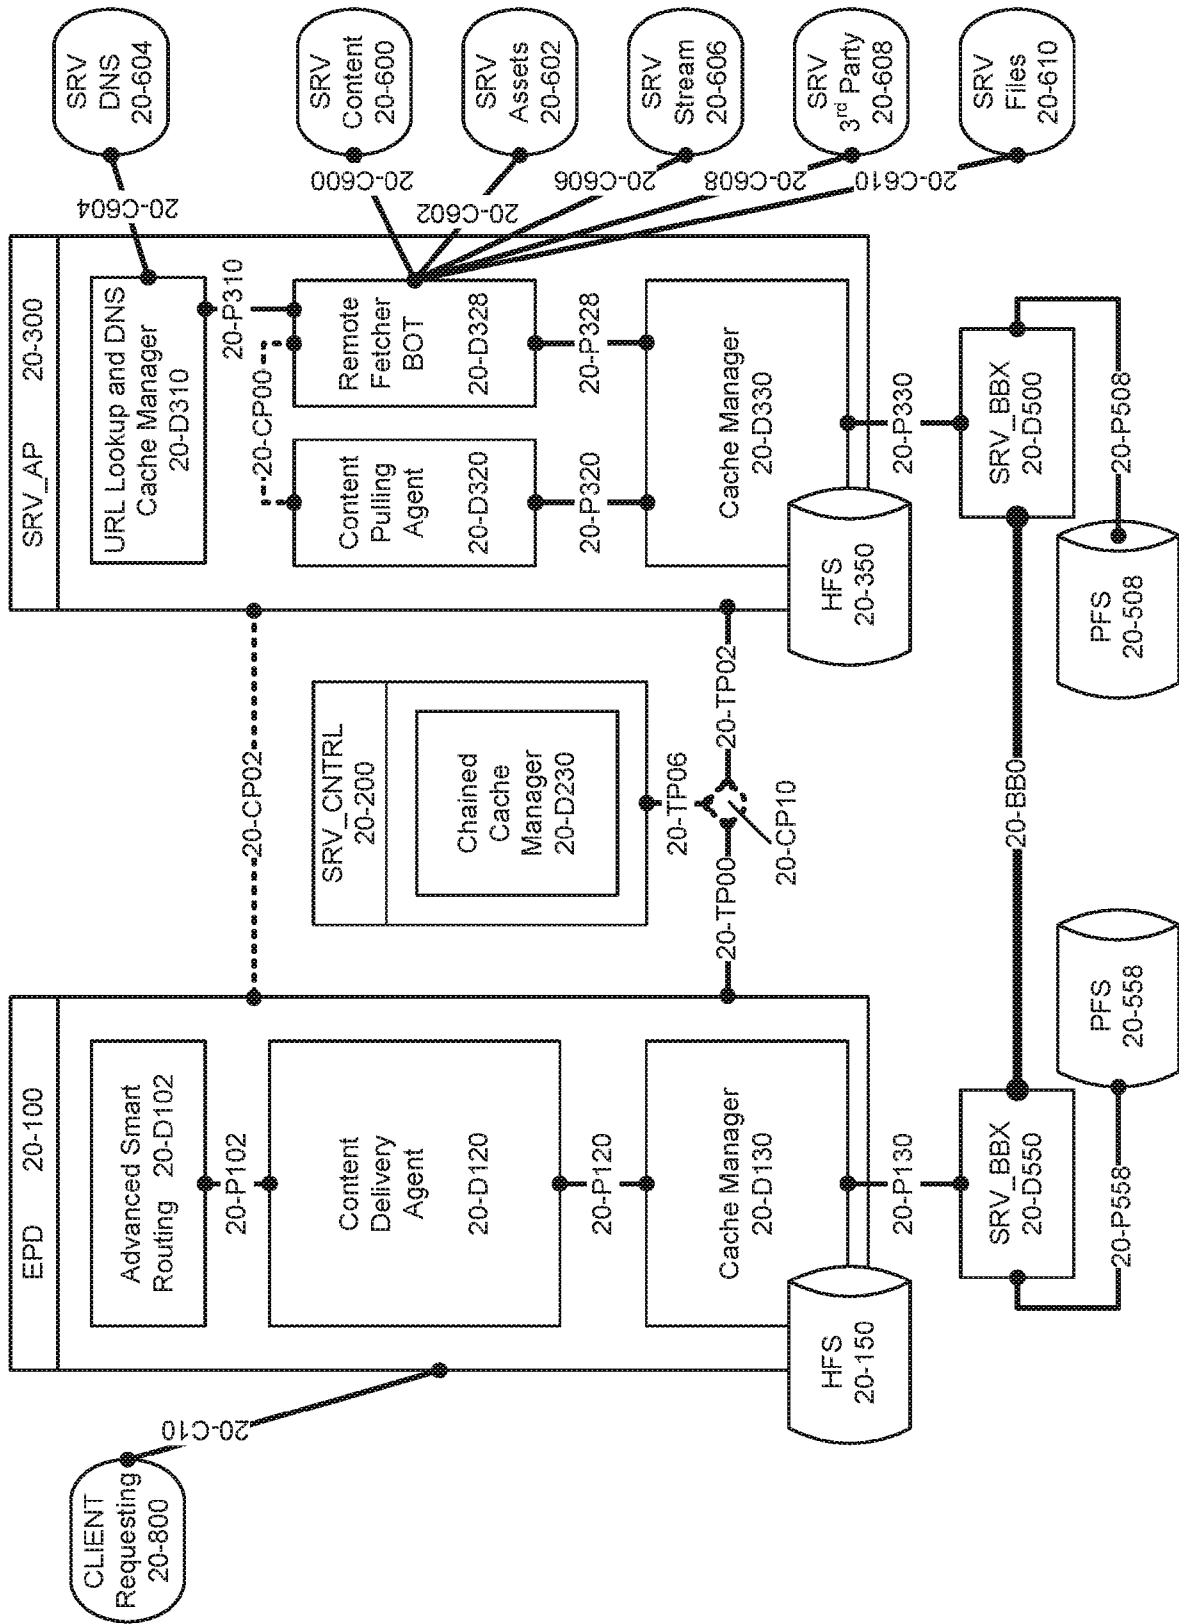 EPD 20-100
SRV_AP 20-300
CLIENT
Requesting
20-800
20-C10
Advanced Smart
Routing 20-D102
20-P102
Content
Delivery
Agent
20-D120
20-P120
Cache Manager
20-D130
HFS
20-150
20-P130
SRV_BBX
20-D550
20-P558
PFS
20-558
20-CP02
SRV_CNTRL
20-200
Chained
Cache
Manager
20-D230
20-TP06
20-TP00
20-TP02
20-CP10
20-BB0
URL Lookup and DNS
Cache Manager
20-D310
20-P310
20-CP00
Content
Pulling
Agent
20-D320
Remote
Fetcher
BOT
20-D328
20-P320
20-P328
Cache Manager
20-D330
HFS
20-350
20-P330
SRV_BBX
20-D500
20-P508
PFS
20-508
20-C604
20-C600
20-C602
20-C606
20-C608
20-C610
SRV
DNS
20-604
SRV
Content
20-600
SRV
Assets
20-602
SRV
Stream
20-606
SRV
3rd Party
20-608
SRV
Files
20-610